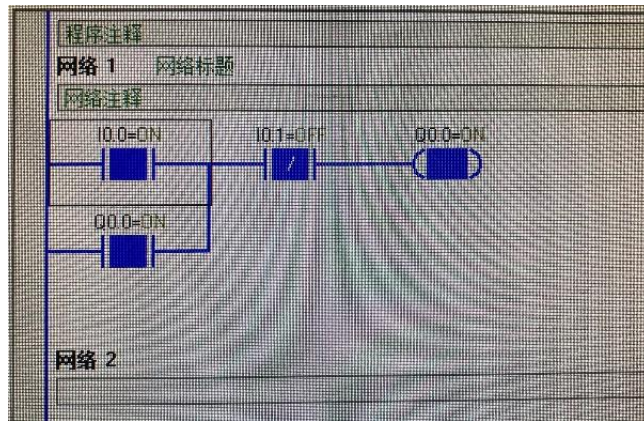 程序注释
网络 1 网络标题
网络注释
I0.0=ON I0.1=OFF Q0.0=ON
/
Q0.0=ON
网络 2